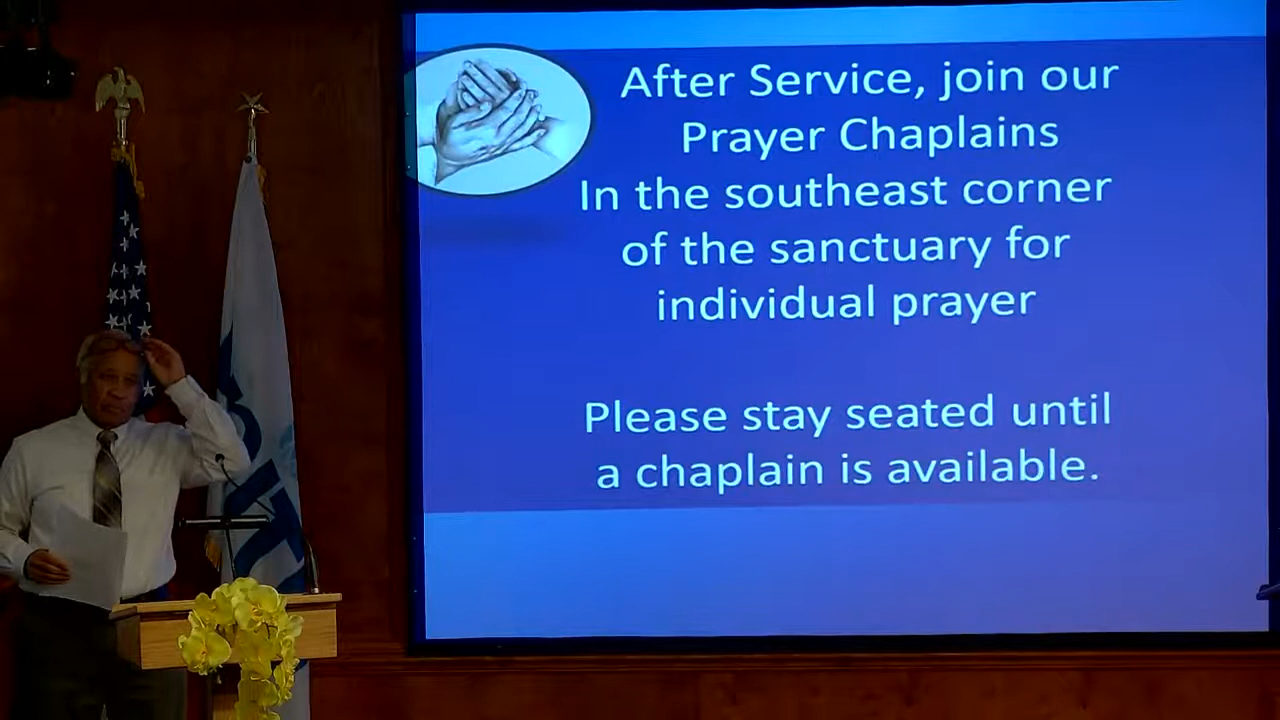 After Service, join our
Prayer Chaplains
In the southeast corner
of the sanctuary for
individual prayer
Please stay seated until
a chaplain is available.